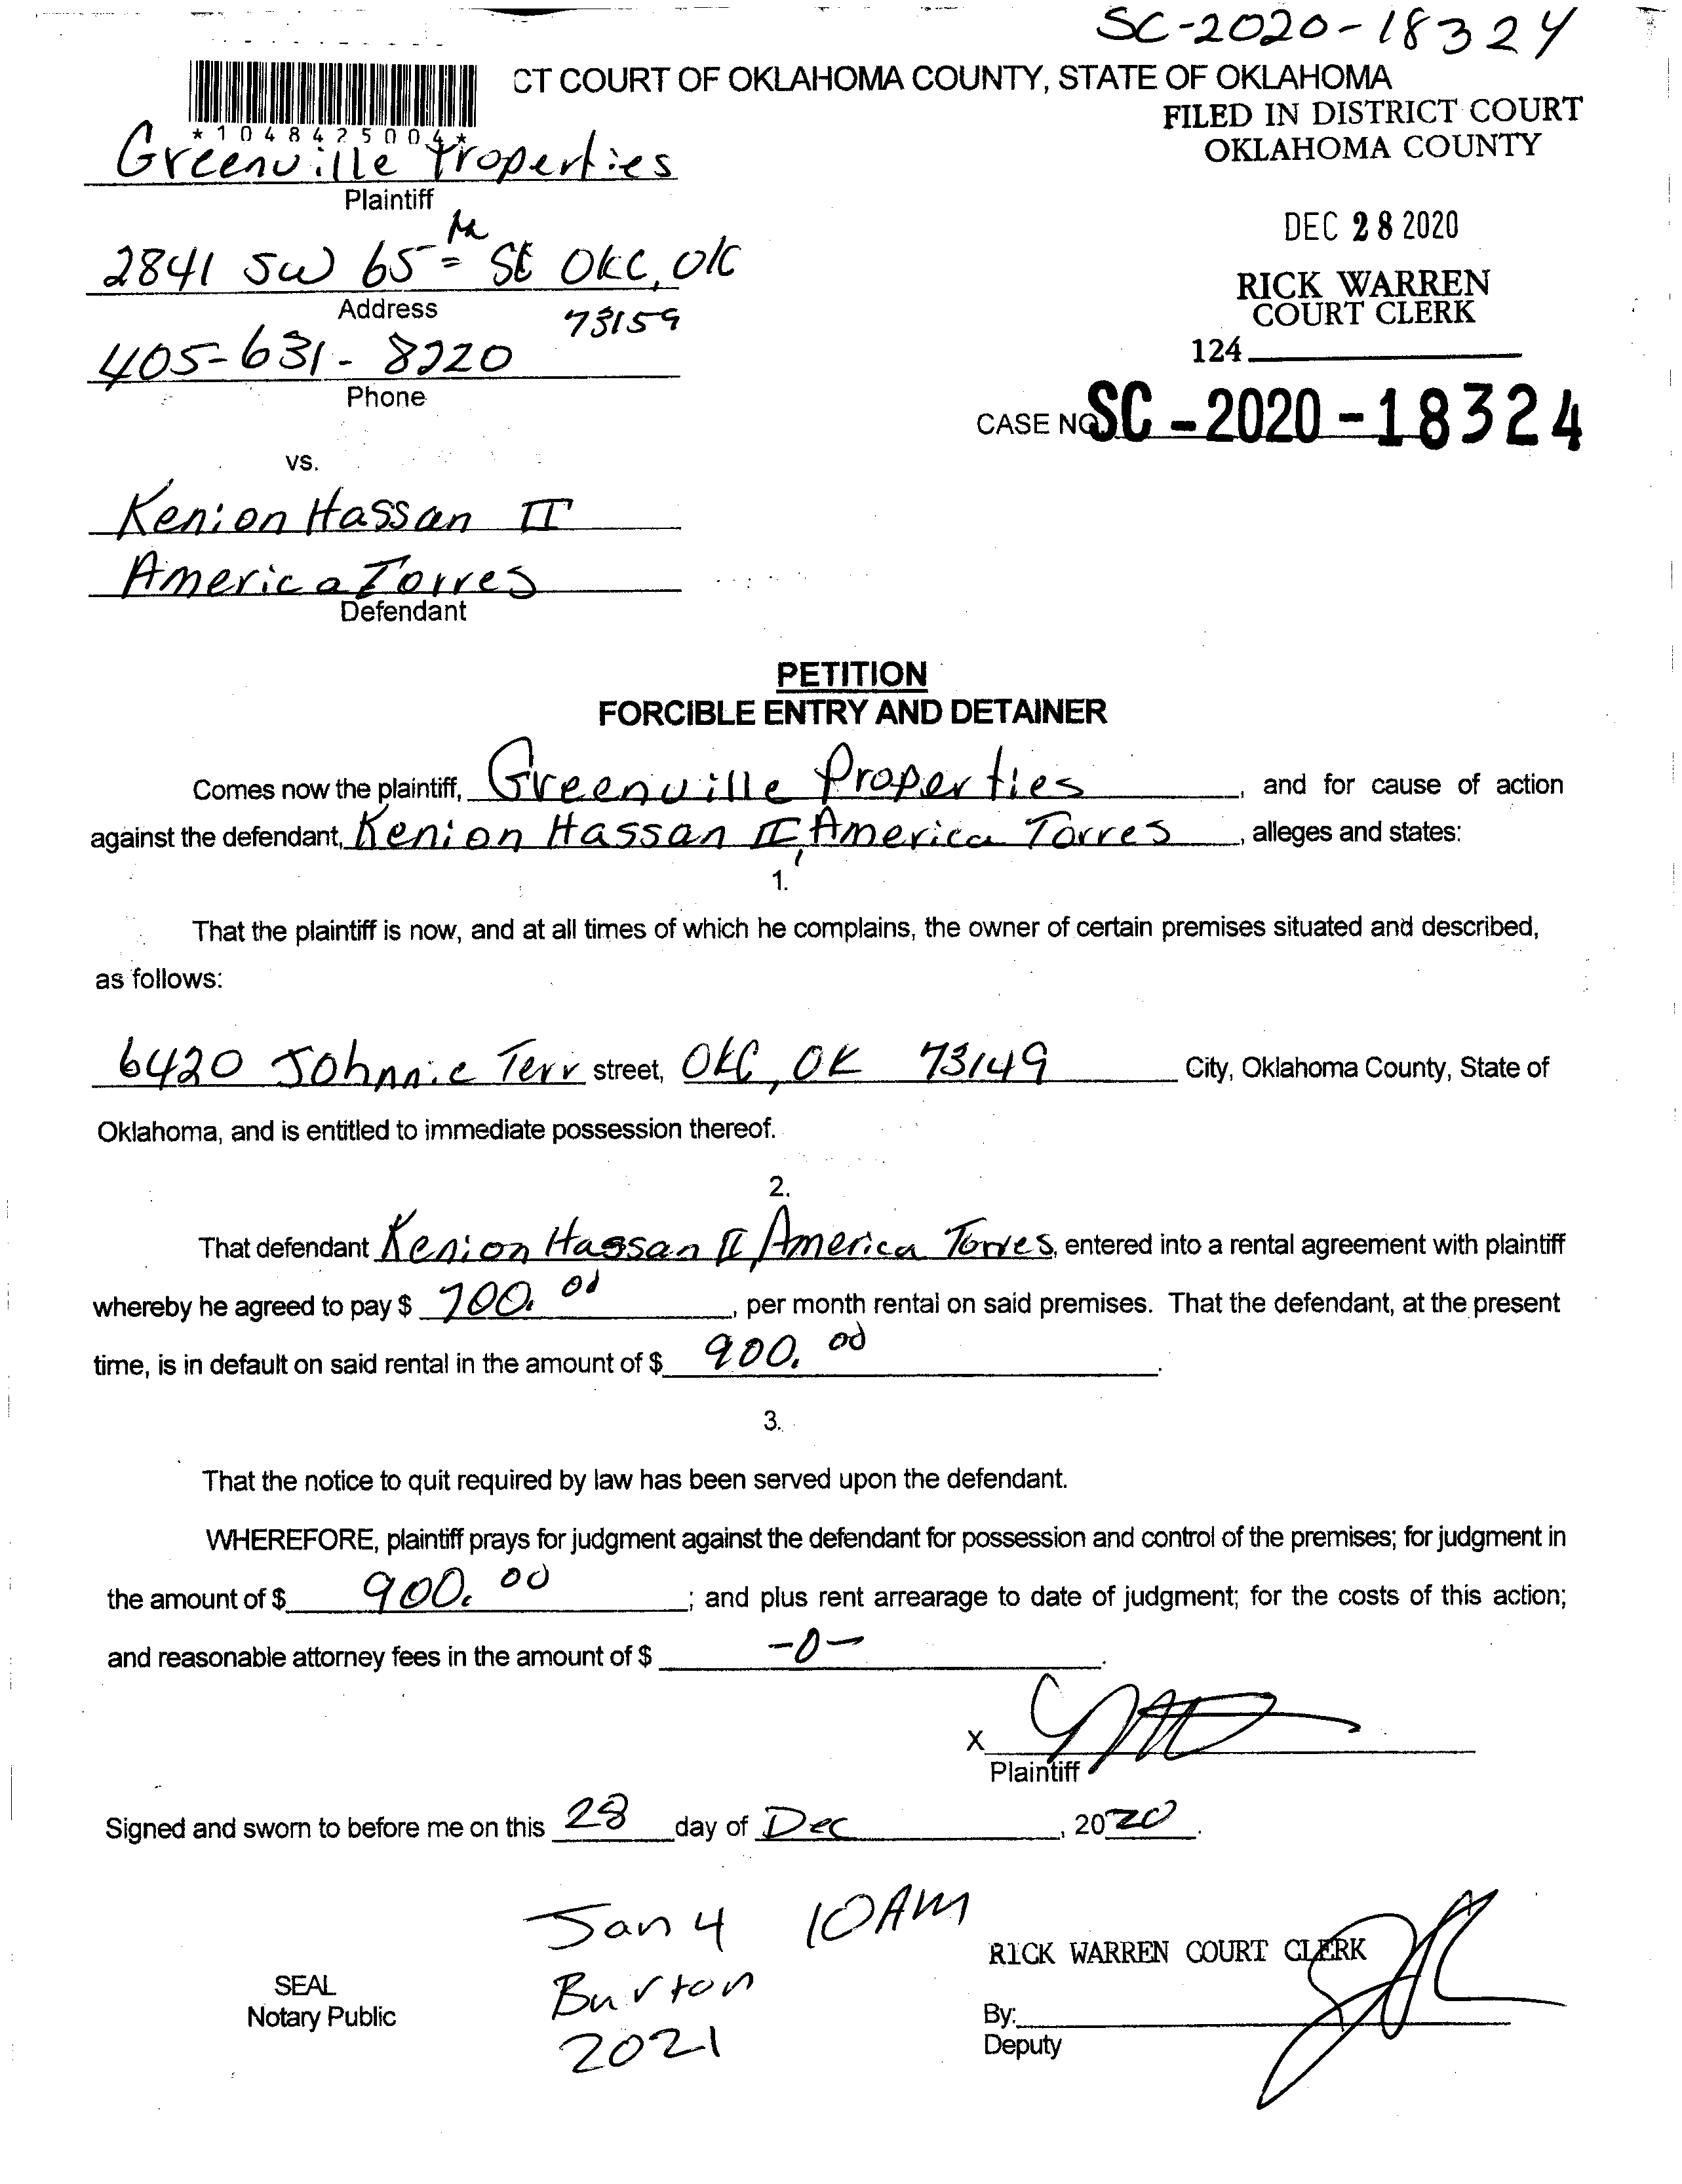 SC-2020-18324
CT COURT OF OKLAHOMA COUNTY, STATE OF OKLAHOMA
FILED IN DISTRICT COURT
OKLAHOMA COUNTY
*1048425004*
Greenville Properties
Plaintiff
DEC 28 2020
2841 SW 65th St OKC, OK
Address
73159
RICK WARREN
COURT CLERK
124
405-631-8220
Phone
CASE NO SC-2020-18324
vs.
Kenion Hassan II
America Torres
Defendant
PETITION
FORCIBLE ENTRY AND DETAINER
Comes now the plaintiff, Greenville Properties, and for cause of action
against the defendant, Kenion Hassan II, America Torres, alleges and states:
1.
That the plaintiff is now, and at all times of which he complains, the owner of certain premises situated and described,
as follows:
6420 Johnnie Terr street, OKC, OK 73149 City, Oklahoma County, State of
Oklahoma, and is entitled to immediate possession thereof.
2.
That defendant Kenion Hassan II, America Torres, entered into a rental agreement with plaintiff
whereby he agreed to pay $ 700.00, per month rental on said premises. That the defendant, at the present
time, is in default on said rental in the amount of $ 900.00.
3.
That the notice to quit required by law has been served upon the defendant.
WHEREFORE, plaintiff prays for judgment against the defendant for possession and control of the premises; for judgment in
the amount of $ 900.00; and plus rent arrearage to date of judgment; for the costs of this action;
and reasonable attorney fees in the amount of $ -0-.
X
Plaintiff
Signed and sworn to before me on this 28 day of Dec, 2020.
Jan 4 10AM
Burton
2021
RICK WARREN COURT CLERK
SEAL
Notary Public
By:
Deputy